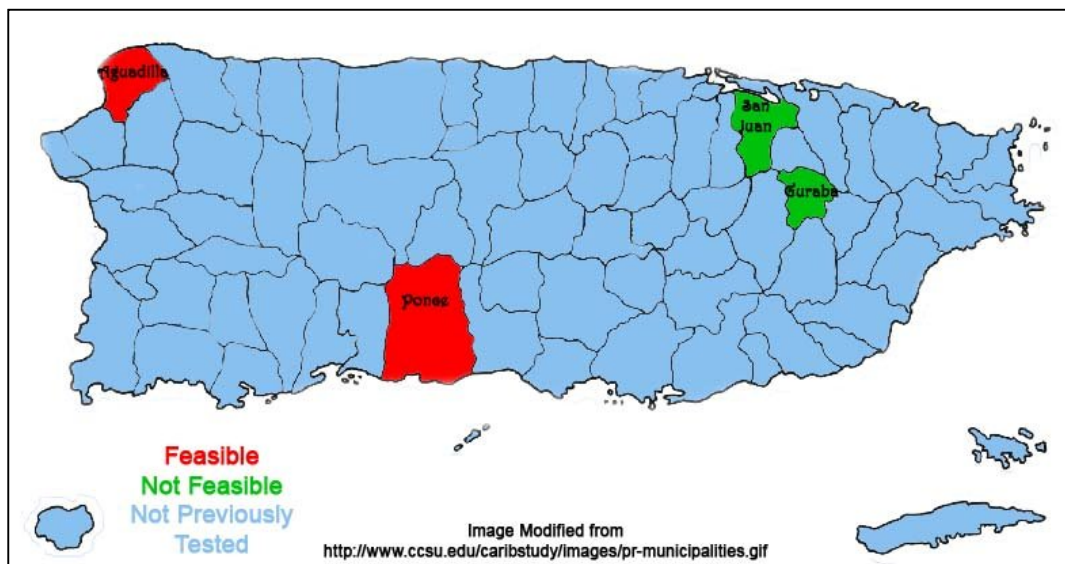 Aguadilla
San
Juan
Guraba
Ponce
Feasible
Not Feasible
Not Previously
Tested
Image Modified from
http://www.ccsu.edu/caribstudy/images/pr-municipalities.gif